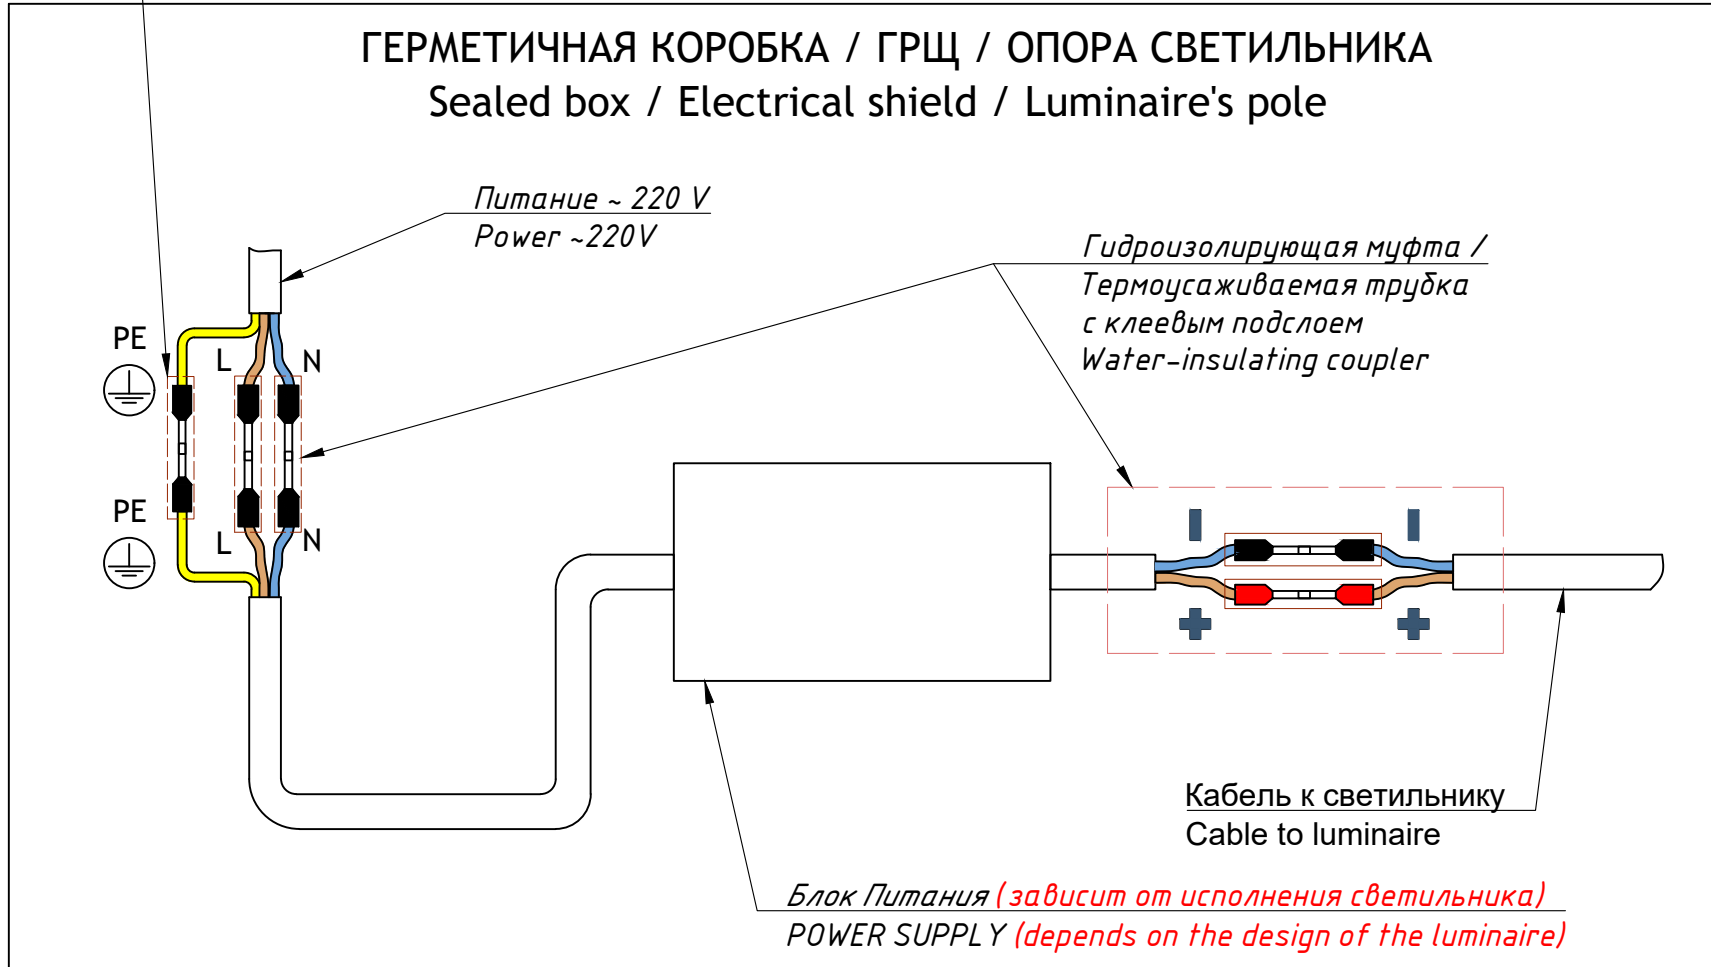 ГЕРМЕТИЧНАЯ КОРОБКА / ГРЩ / ОПОРА СВЕТИЛЬНИКА
Sealed box / Electrical shield / Luminaire's pole
Питание ~ 220 V
Power ~220V
Гидроизолирующая муфта /
Термоусаживаемая трубка
с клеевым подслоем
Water-insulating coupler
PE
L
N
PE
L
N
Кабель к светильнику
Cable to luminaire
Блок Питания (зависит от исполнения светильника)
POWER SUPPLY (depends on the design of the luminaire)